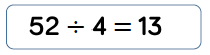 52 ÷ 4 = 13